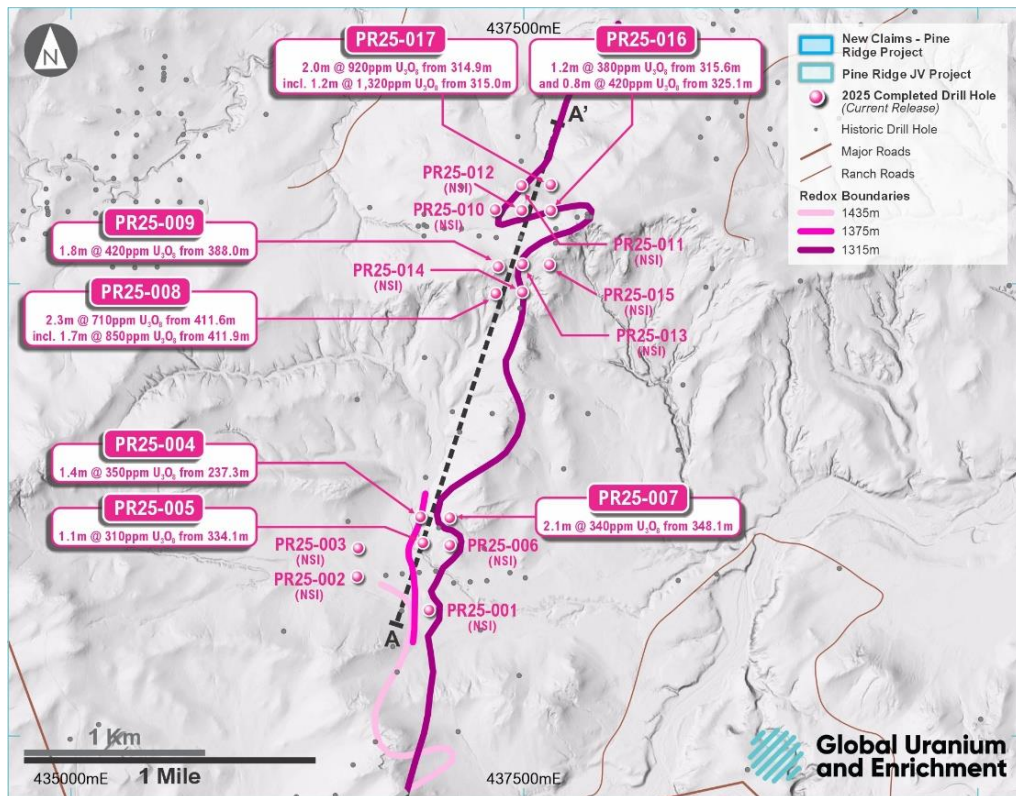 437500mE
N
PR25-017
2.0m @ 920ppm U₃O₈ from 314.9m
incl. 1.2m @ 1,320ppm U₃O₈ from 315.0m
PR25-016
1.2m @ 380ppm U₃O₈ from 315.6m
and 0.8m @ 420ppm U₃O₈ from 325.1m
New Claims - Pine
Ridge Project
Pine Ridge JV Project
2025 Completed Drill Hole
(Current Release)
Historic Drill Hole
Major Roads
Ranch Roads
Redox Boundaries
1435m
1375m
1315m
A'
PR25-012
(NSI)
PR25-010
(NSI)
PR25-009
1.8m @ 420ppm U₃O₈ from 388.0m
PR25-011
(NSI)
PR25-014
(NSI)
PR25-015
(NSI)
PR25-008
2.3m @ 710ppm U₃O₈ from 411.6m
incl. 1.7m @ 850ppm U₃O₈ from 411.9m
PR25-013
(NSI)
PR25-004
1.4m @ 350ppm U₃O₈ from 237.3m
PR25-007
2.1m @ 340ppm U₃O₈ from 348.1m
PR25-005
1.1m @ 310ppm U₃O₈ from 334.1m
PR25-003
(NSI)
PR25-006
(NSI)
PR25-002
(NSI)
PR25-001
(NSI)
A
1 Km
1 Mile
435000mE
437500mE
Global Uranium
and Enrichment